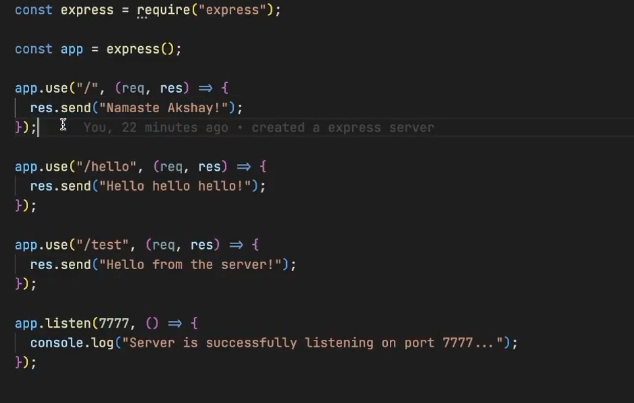 const express = require("express");
const app = express();
app.use("/", (req, res) => {
res.send("Namaste Akshay!");
});
You, 22 minutes ago • created a express server
app.use("/hello", (req, res) => {
res.send("Hello hello hello!");
});
app.use("/test", (req, res) => {
res.send("Hello from the server!");
});
app.listen(7777, () => {
console.log("Server is successfully listening on port 7777...");
});